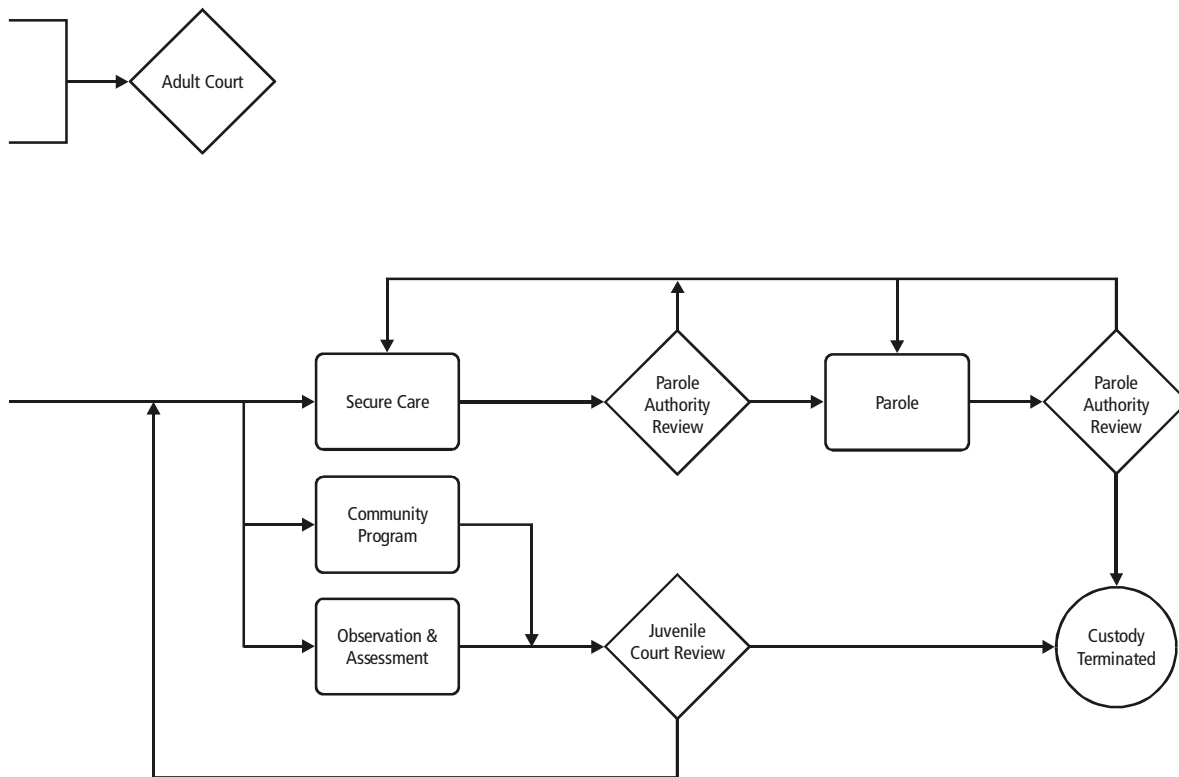 Adult Court
Secure Care
Parole
Authority
Review
Parole
Parole
Authority
Review
Community
Program
Observation &
Assessment
Juvenile
Court Review
Custody
Terminated